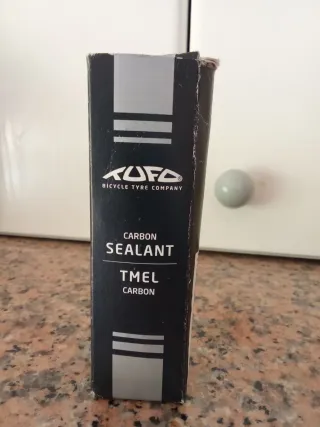 TUFO
BICYCLE TYRE COMPANY
CARBON
SEALANT
TMEL
CARBON